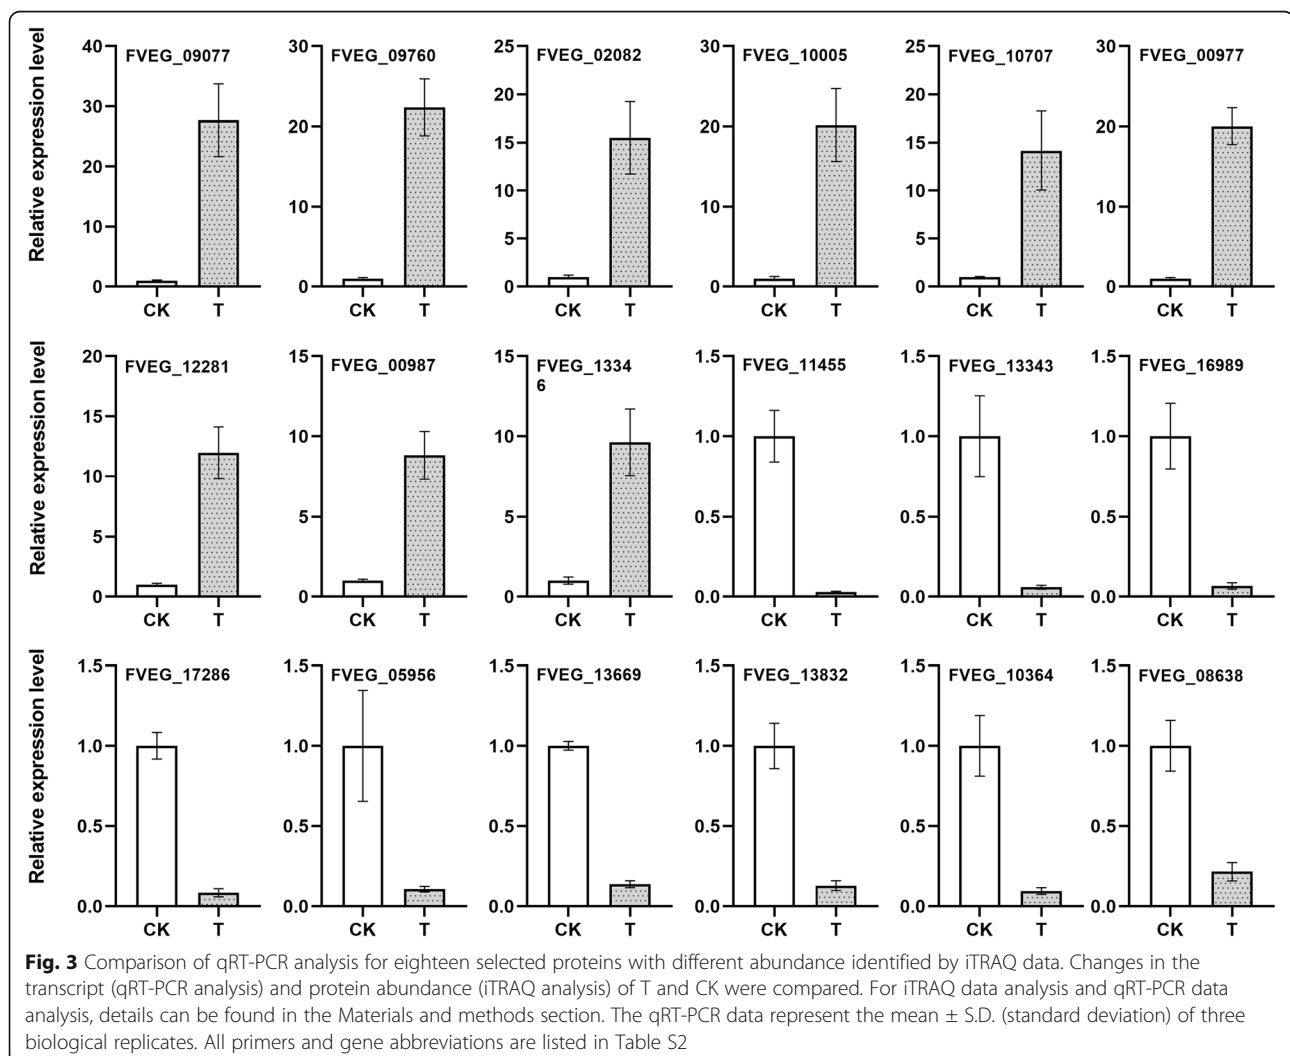 Relative expression level
40
30
20
10
0
FVEG_09077
CK
T
30
20
10
0
FVEG_09760
CK
T
25
20
15
10
5
0
FVEG_02082
CK
T
30
20
10
0
FVEG_10005
CK
T
25
20
15
10
5
0
FVEG_10707
CK
T
30
20
10
0
FVEG_00977
CK
T
Relative expression level
20
15
10
5
0
FVEG_12281
CK
T
15
10
5
0
FVEG_00987
CK
T
15
10
5
0
FVEG_1334
6
CK
T
1.5
1.0
0.5
0.0
FVEG_11455
CK
T
1.5
1.0
0.5
0.0
FVEG_13343
CK
T
1.5
1.0
0.5
0.0
FVEG_16989
CK
T
Relative expression level
1.5
1.0
0.5
0.0
FVEG_17286
CK
T
1.5
1.0
0.5
0.0
FVEG_05956
CK
T
1.5
1.0
0.5
0.0
FVEG_13669
CK
T
1.5
1.0
0.5
0.0
FVEG_13832
CK
T
1.5
1.0
0.5
0.0
FVEG_10364
CK
T
1.5
1.0
0.5
0.0
FVEG_08638
CK
T
Fig. 3 Comparison of qRT-PCR analysis for eighteen selected proteins with different abundance identified by iTRAQ data. Changes in the
transcript (qRT-PCR analysis) and protein abundance (iTRAQ analysis) of T and CK were compared. For iTRAQ data analysis and qRT-PCR data
analysis, details can be found in the Materials and methods section. The qRT-PCR data represent the mean ± S.D. (standard deviation) of three
biological replicates. All primers and gene abbreviations are listed in Table S2